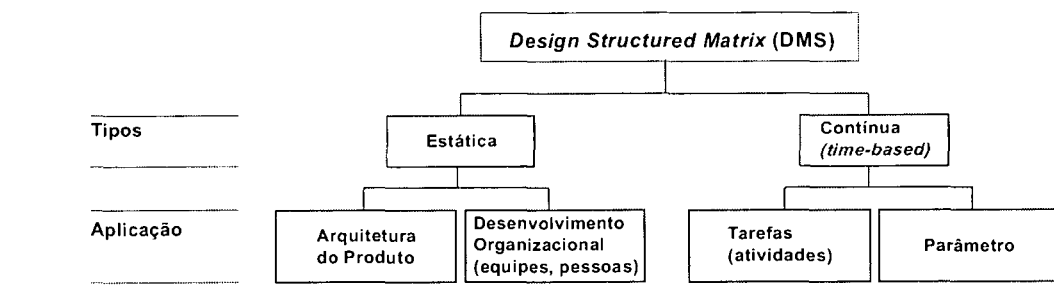 Design Structured Matrix (DMS)
Tipos
Estática
Contínua
(time-based)
Aplicação
Arquitetura
do Produto
Desenvolvimento
Organizacional
(equipes, pessoas)
Tarefas
(atividades)
Parâmetro